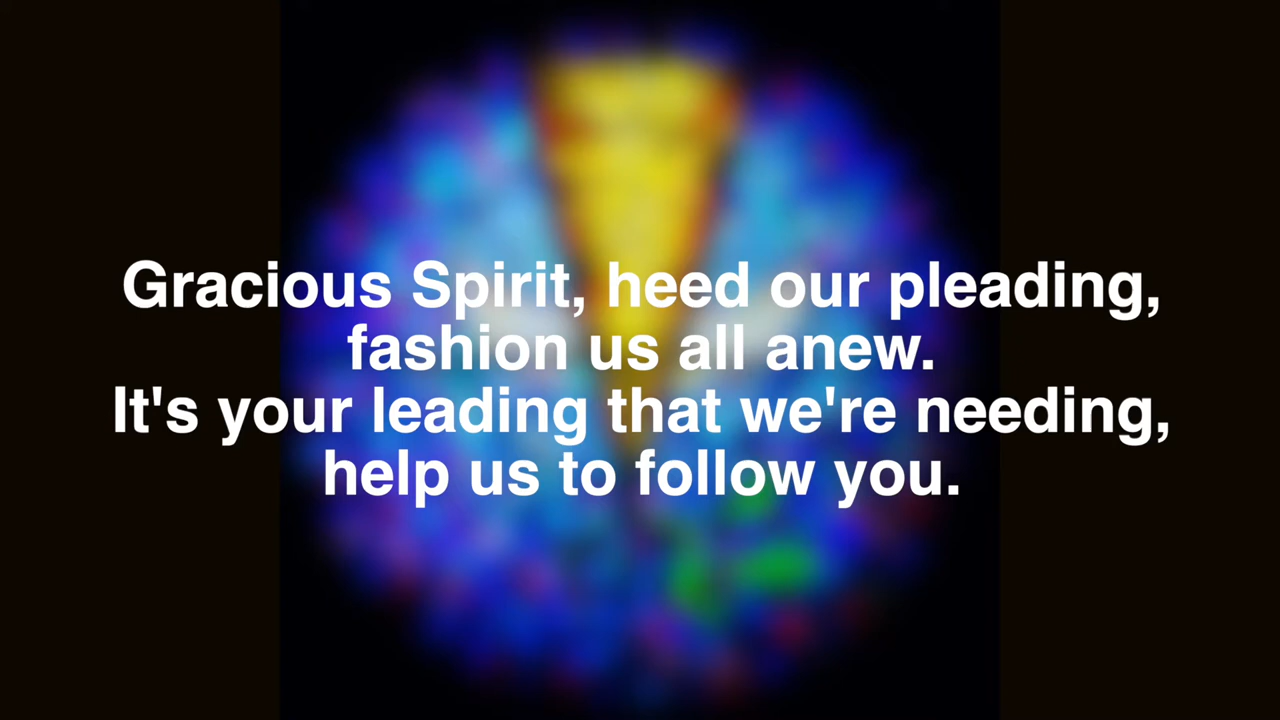 Gracious Spirit, heed our pleading,
fashion us all anew.
It's your leading that we're needing,
help us to follow you.